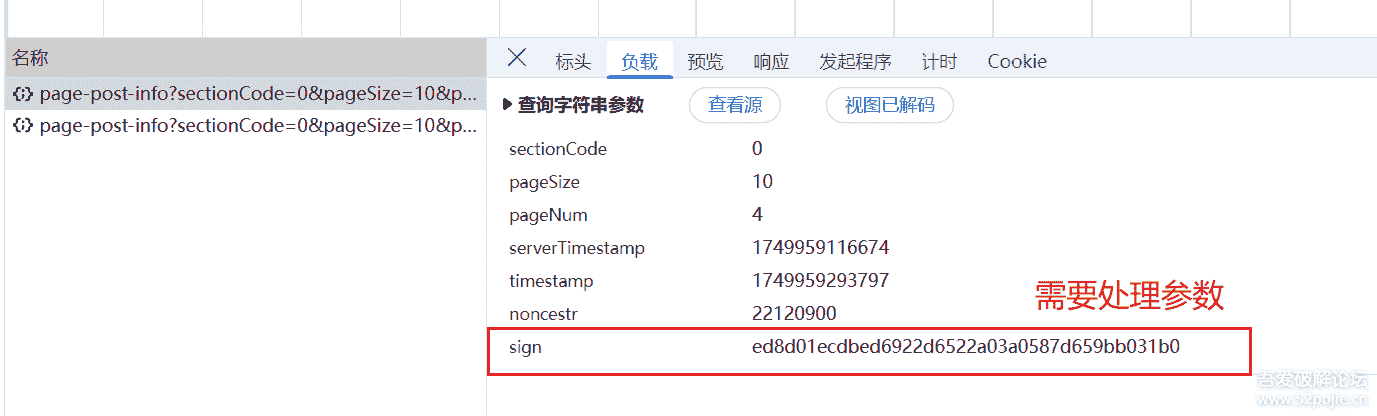 名称
page-post-info?sectionCode=0&pageSize=10&p...
page-post-info?sectionCode=0&pageSize=10&p...
标头 负载 预览 响应 发起程序 计时 Cookie
查询字符串参数 查看源 视图已解码
sectionCode 0
pageSize 10
pageNum 4
serverTimestamp 1749959116674
timestamp 1749959293797
noncestr 22120900
需要处理参数
sign ed8d01ecdbed6922d6522a03a0587d659bb031b0
吾爱破解论坛
www.52pojie.cn